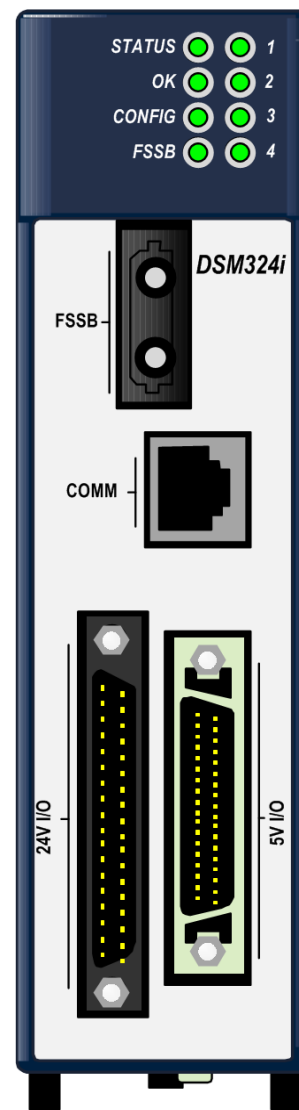 STATUS 1
OK 2
CONFIG 3
FSSB 4
DSM324i
FSSB
COMM
24V I/O
5V I/O